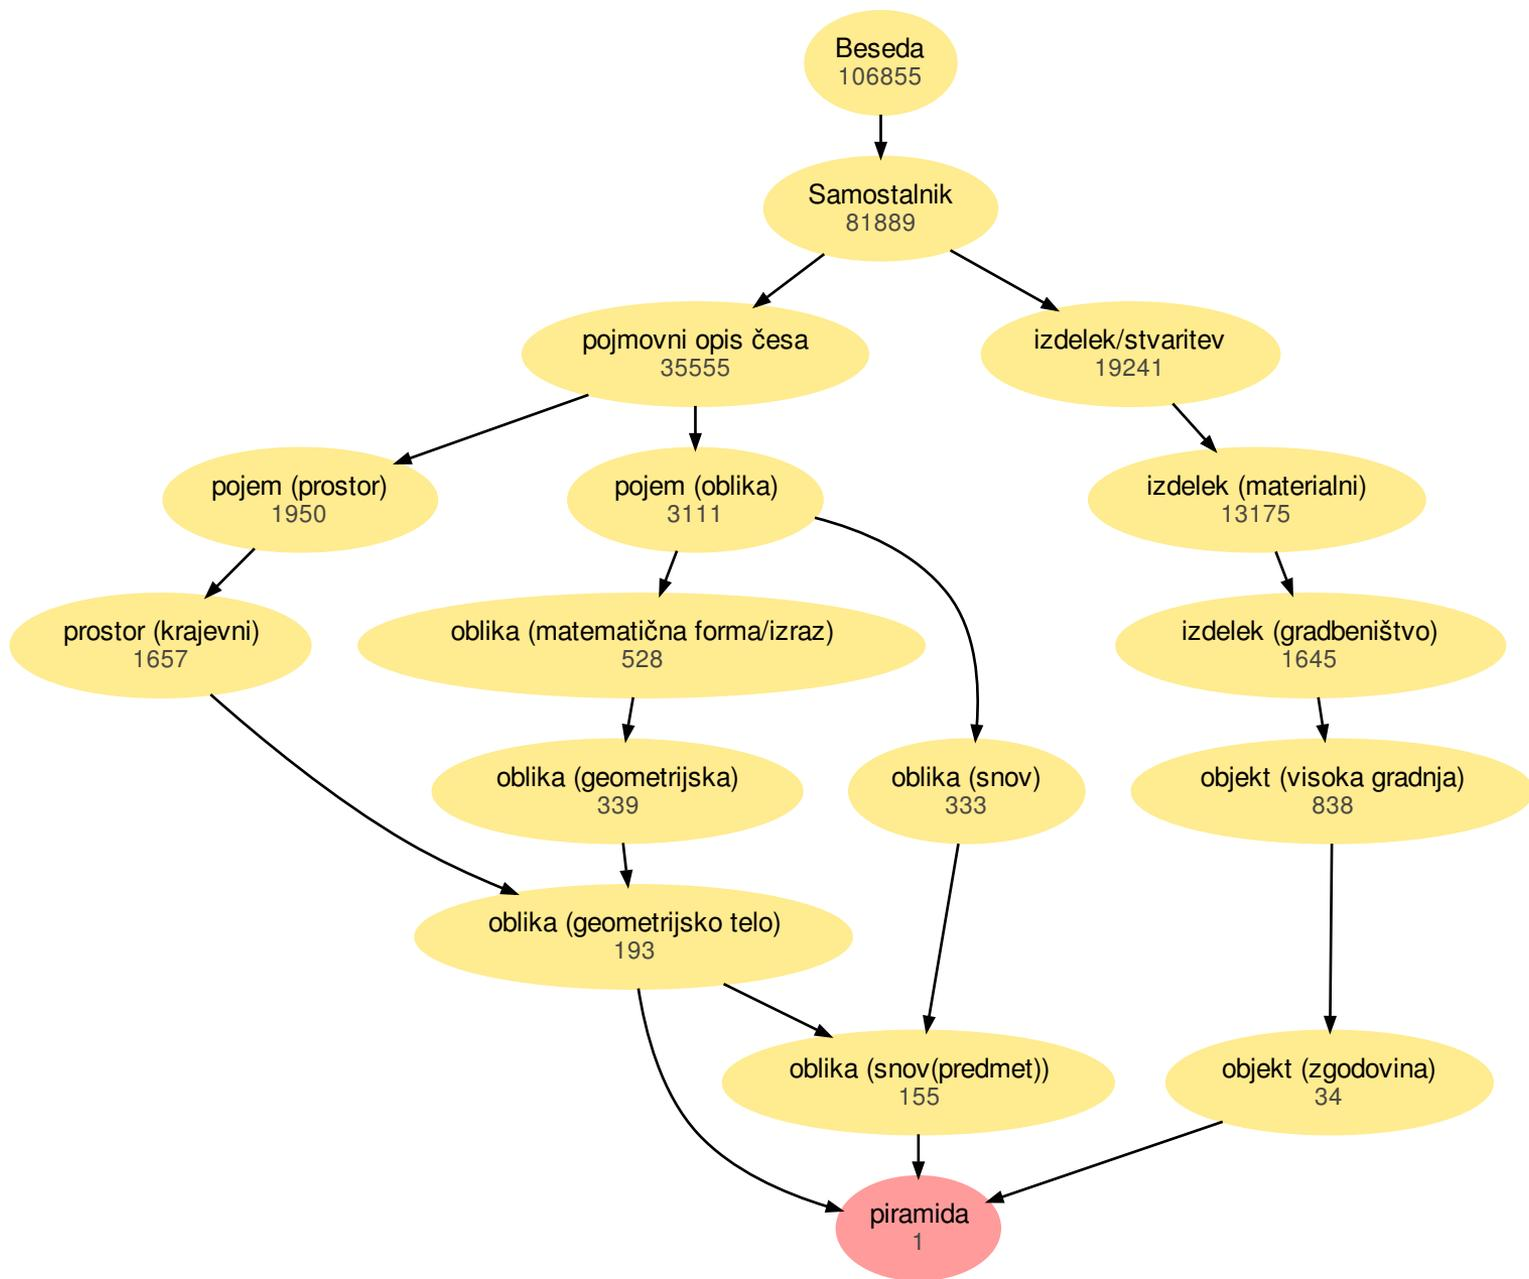 Beseda
106855
Samostalnik
81889
pojmovni opis česa
35555
izdelek/stvaritev
19241
pojem (prostor)
1950
pojem (oblika)
3111
izdelek (materialni)
13175
prostor (krajevni)
1657
oblika (matematična forma/izraz)
528
izdelek (gradbeništvo)
1645
oblika (geometrijska)
339
oblika (snov)
333
objekt (visoka gradnja)
838
oblika (geometrijsko telo)
193
oblika (snov(predmet))
155
objekt (zgodovina)
34
piramida
1